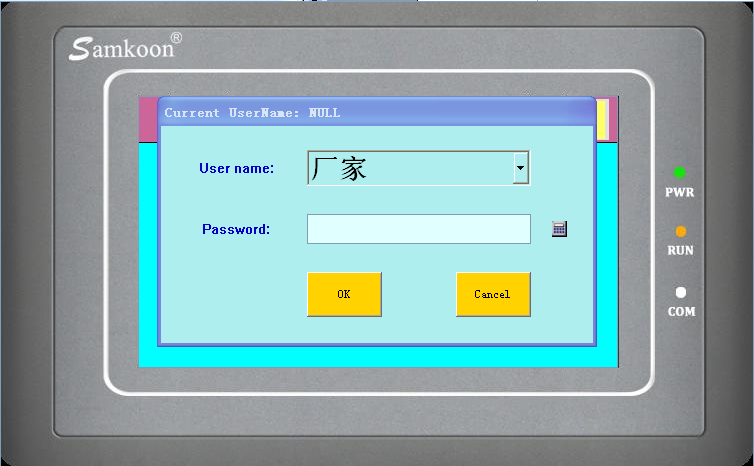 Samkoon®
Current UserName: NULL
User name:
厂家
Password:
OK
Cancel
PWR
RUN
COM